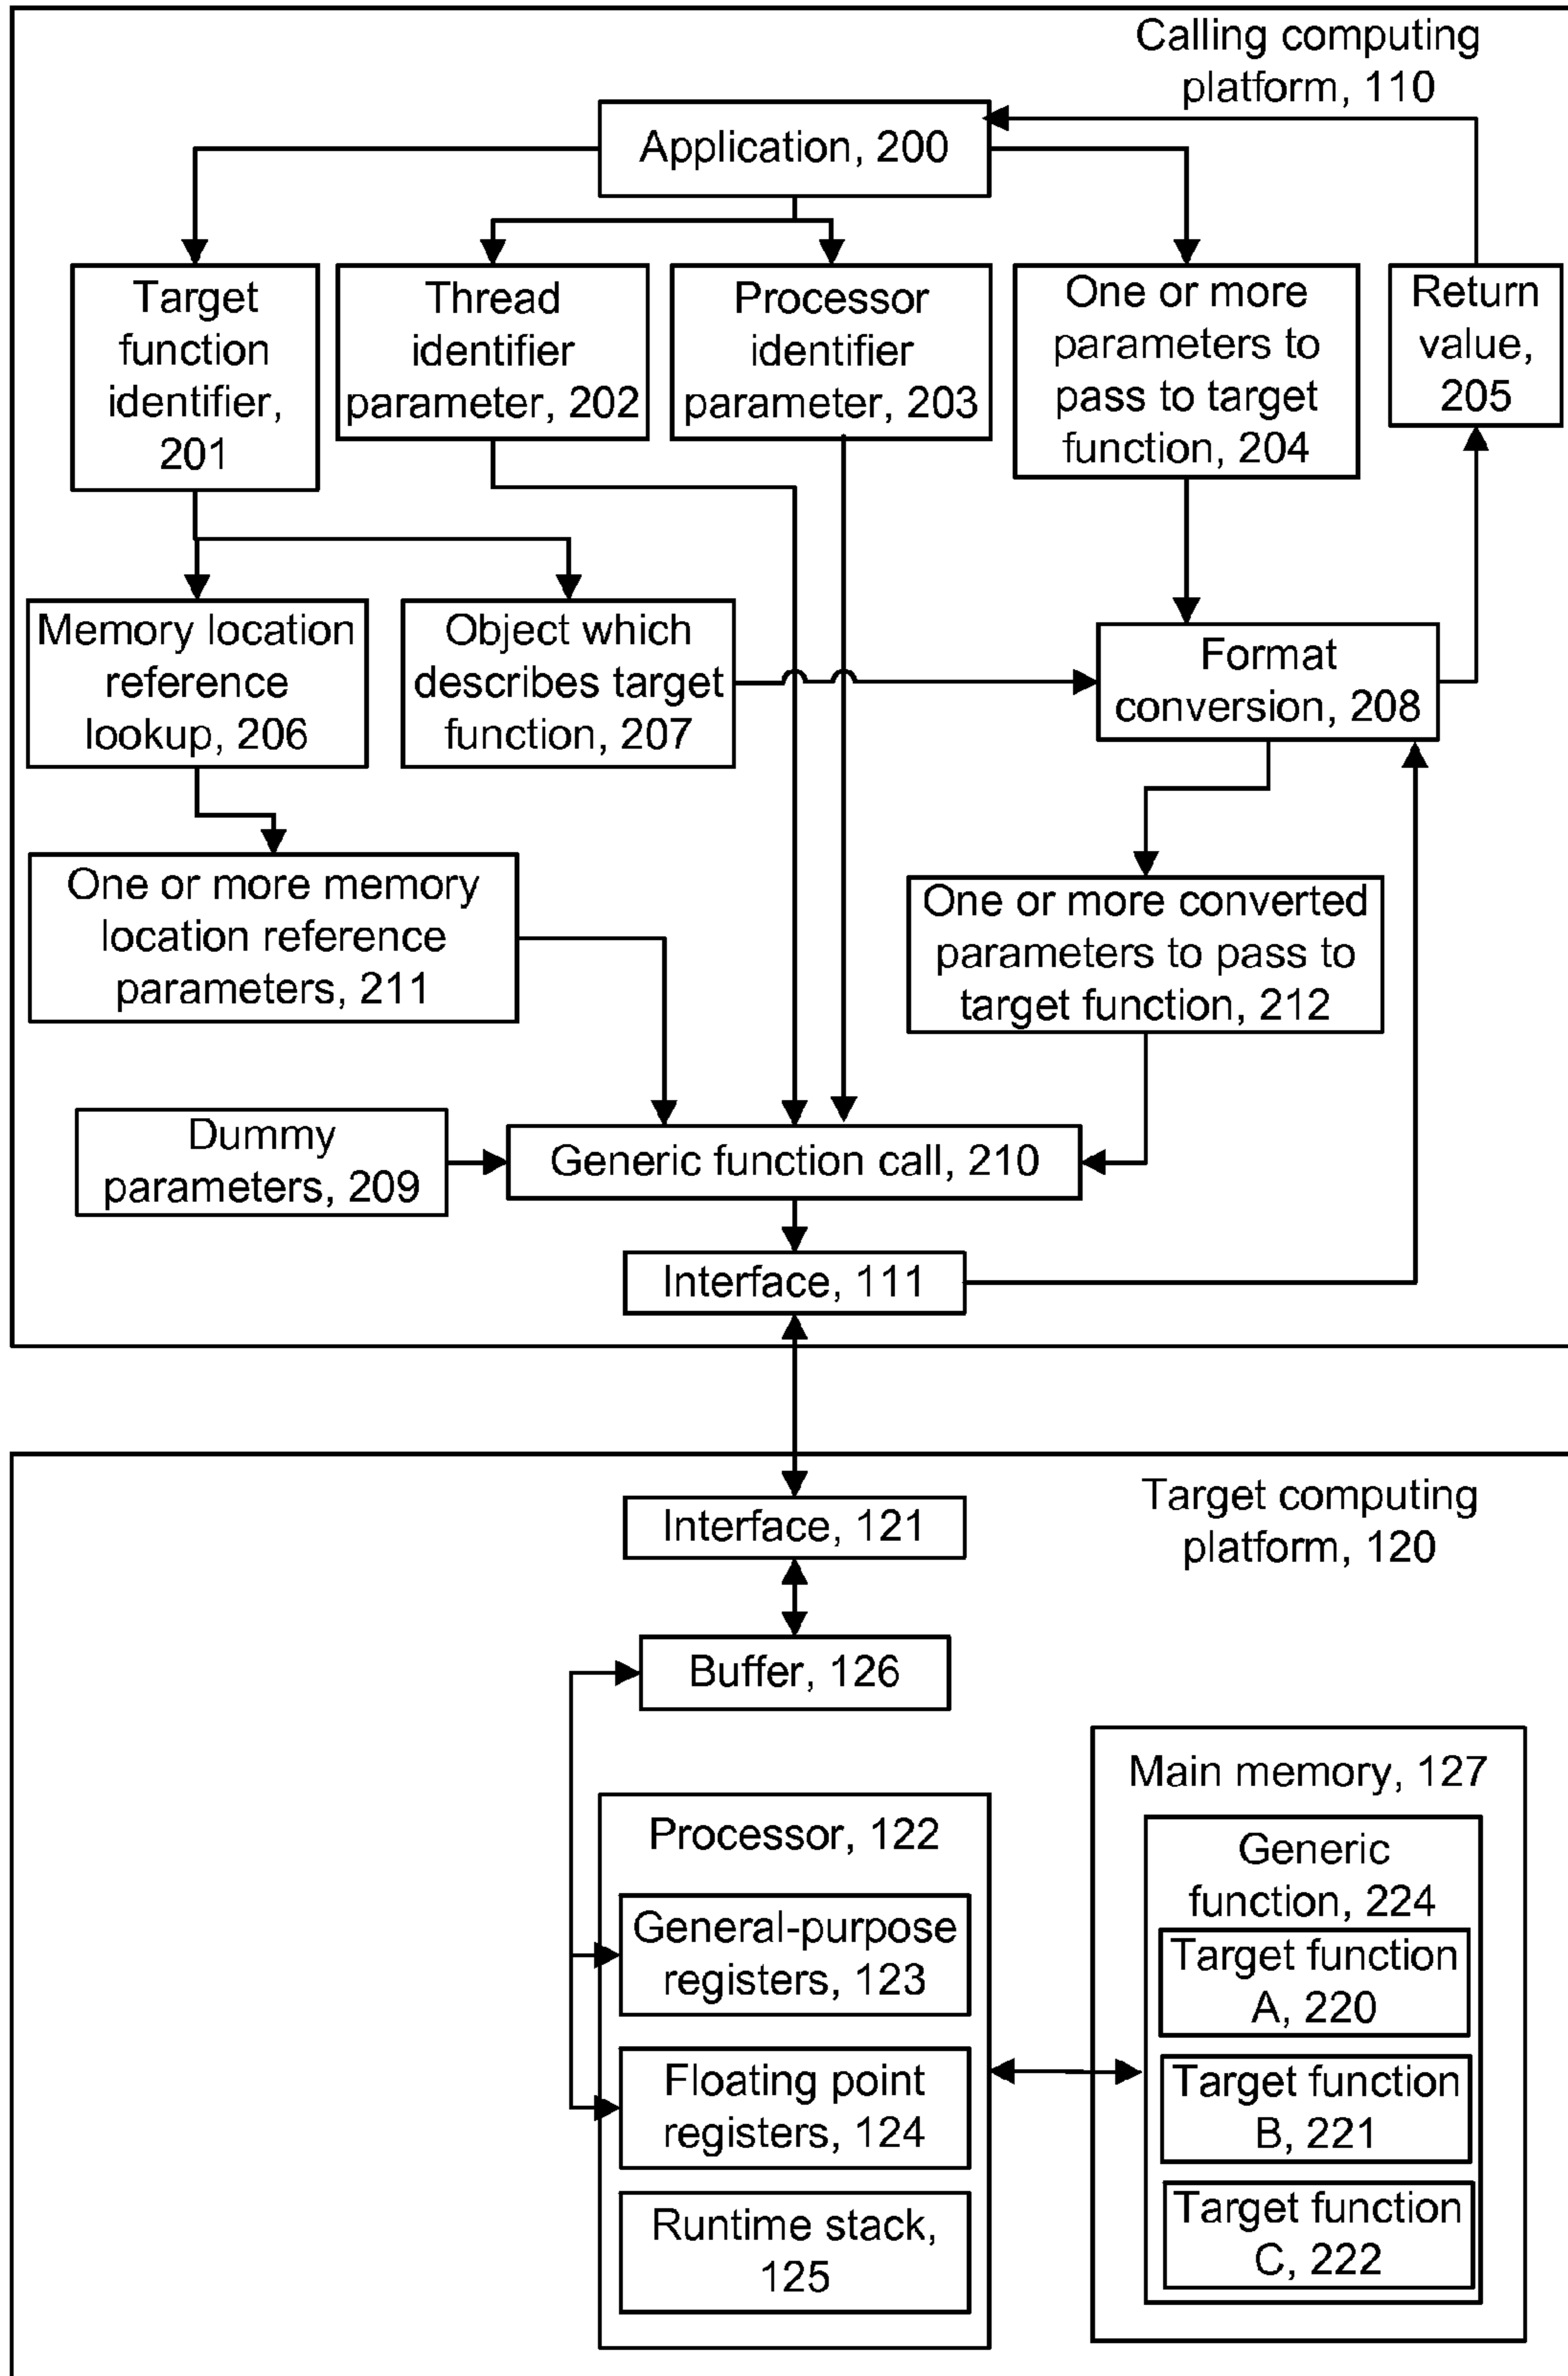 Calling computing
platform, 110
Application, 200
Target
function
identifier,
201
Thread
identifier
parameter, 202
Processor
identifier
parameter, 203
One or more
parameters to
pass to target
function, 204
Return
value,
205
Memory location
reference
lookup, 206
Object which
describes target
function, 207
Format
conversion, 208
One or more memory
location reference
parameters, 211
One or more converted
parameters to pass to
target function, 212
Dummy
parameters, 209
Generic function call, 210
Interface, 111
Target computing
platform, 120
Interface, 121
Buffer, 126
Main memory, 127
Processor, 122
Generic
function, 224
General-purpose
registers, 123
Target function
A, 220
Floating point
registers, 124
Target function
B, 221
Runtime stack,
125
Target function
C, 222